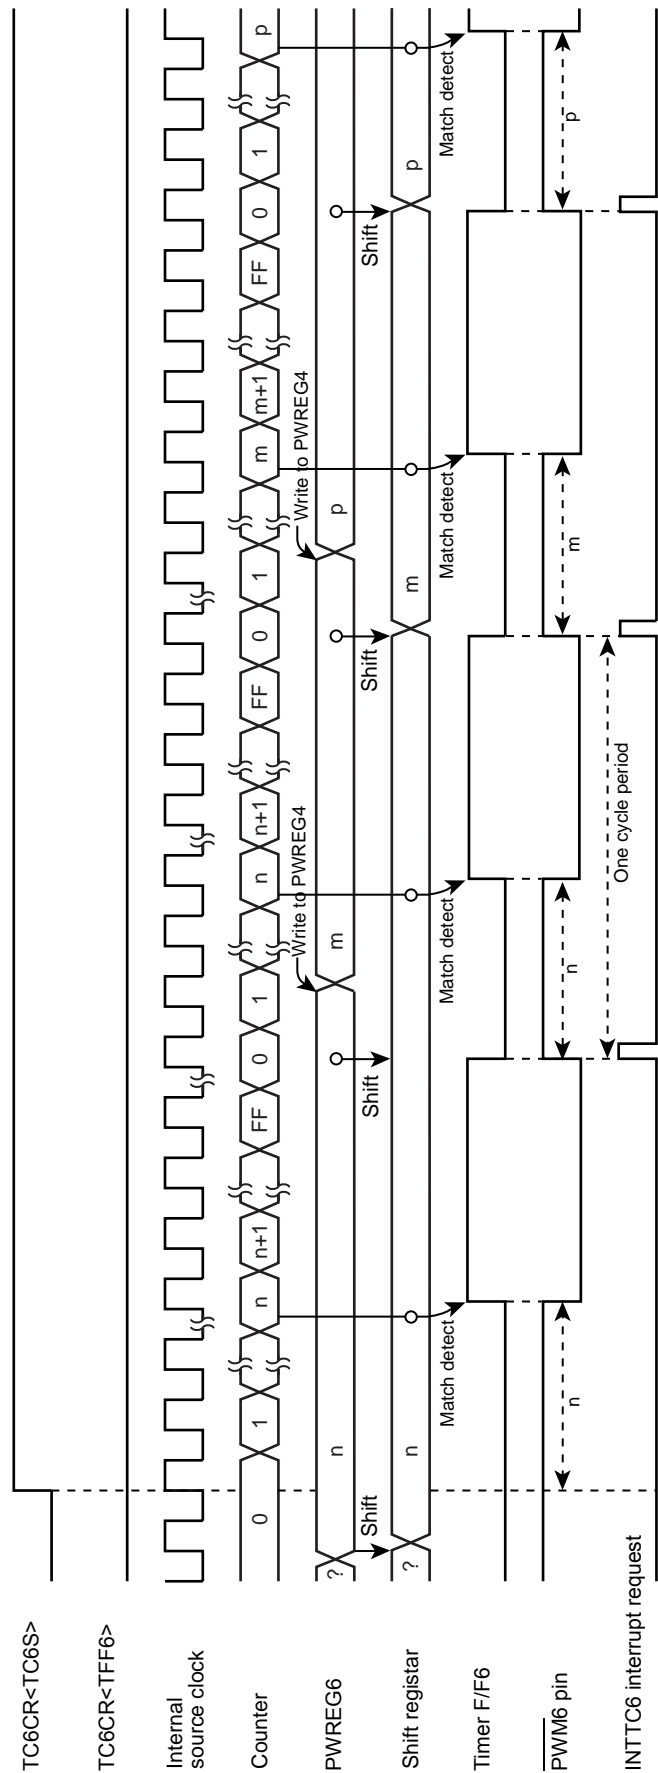 TC6CR<TC6S>
TC6CR<TFF6>
Internal
source clock
Counter 0 1 n n+1 FF 0 1 n n+1 FF 0 1 m m+1 FF 0 1 p
Write to PWREG4 Write to PWREG4
PWREG6 ? n m p
Shift Shift Shift Shift
Shift registar ? n m p
Match detect Match detect Match detect Match detect
Timer F/F6
PWM6 pin n n m p
One cycle period
INTTC6 interrupt request